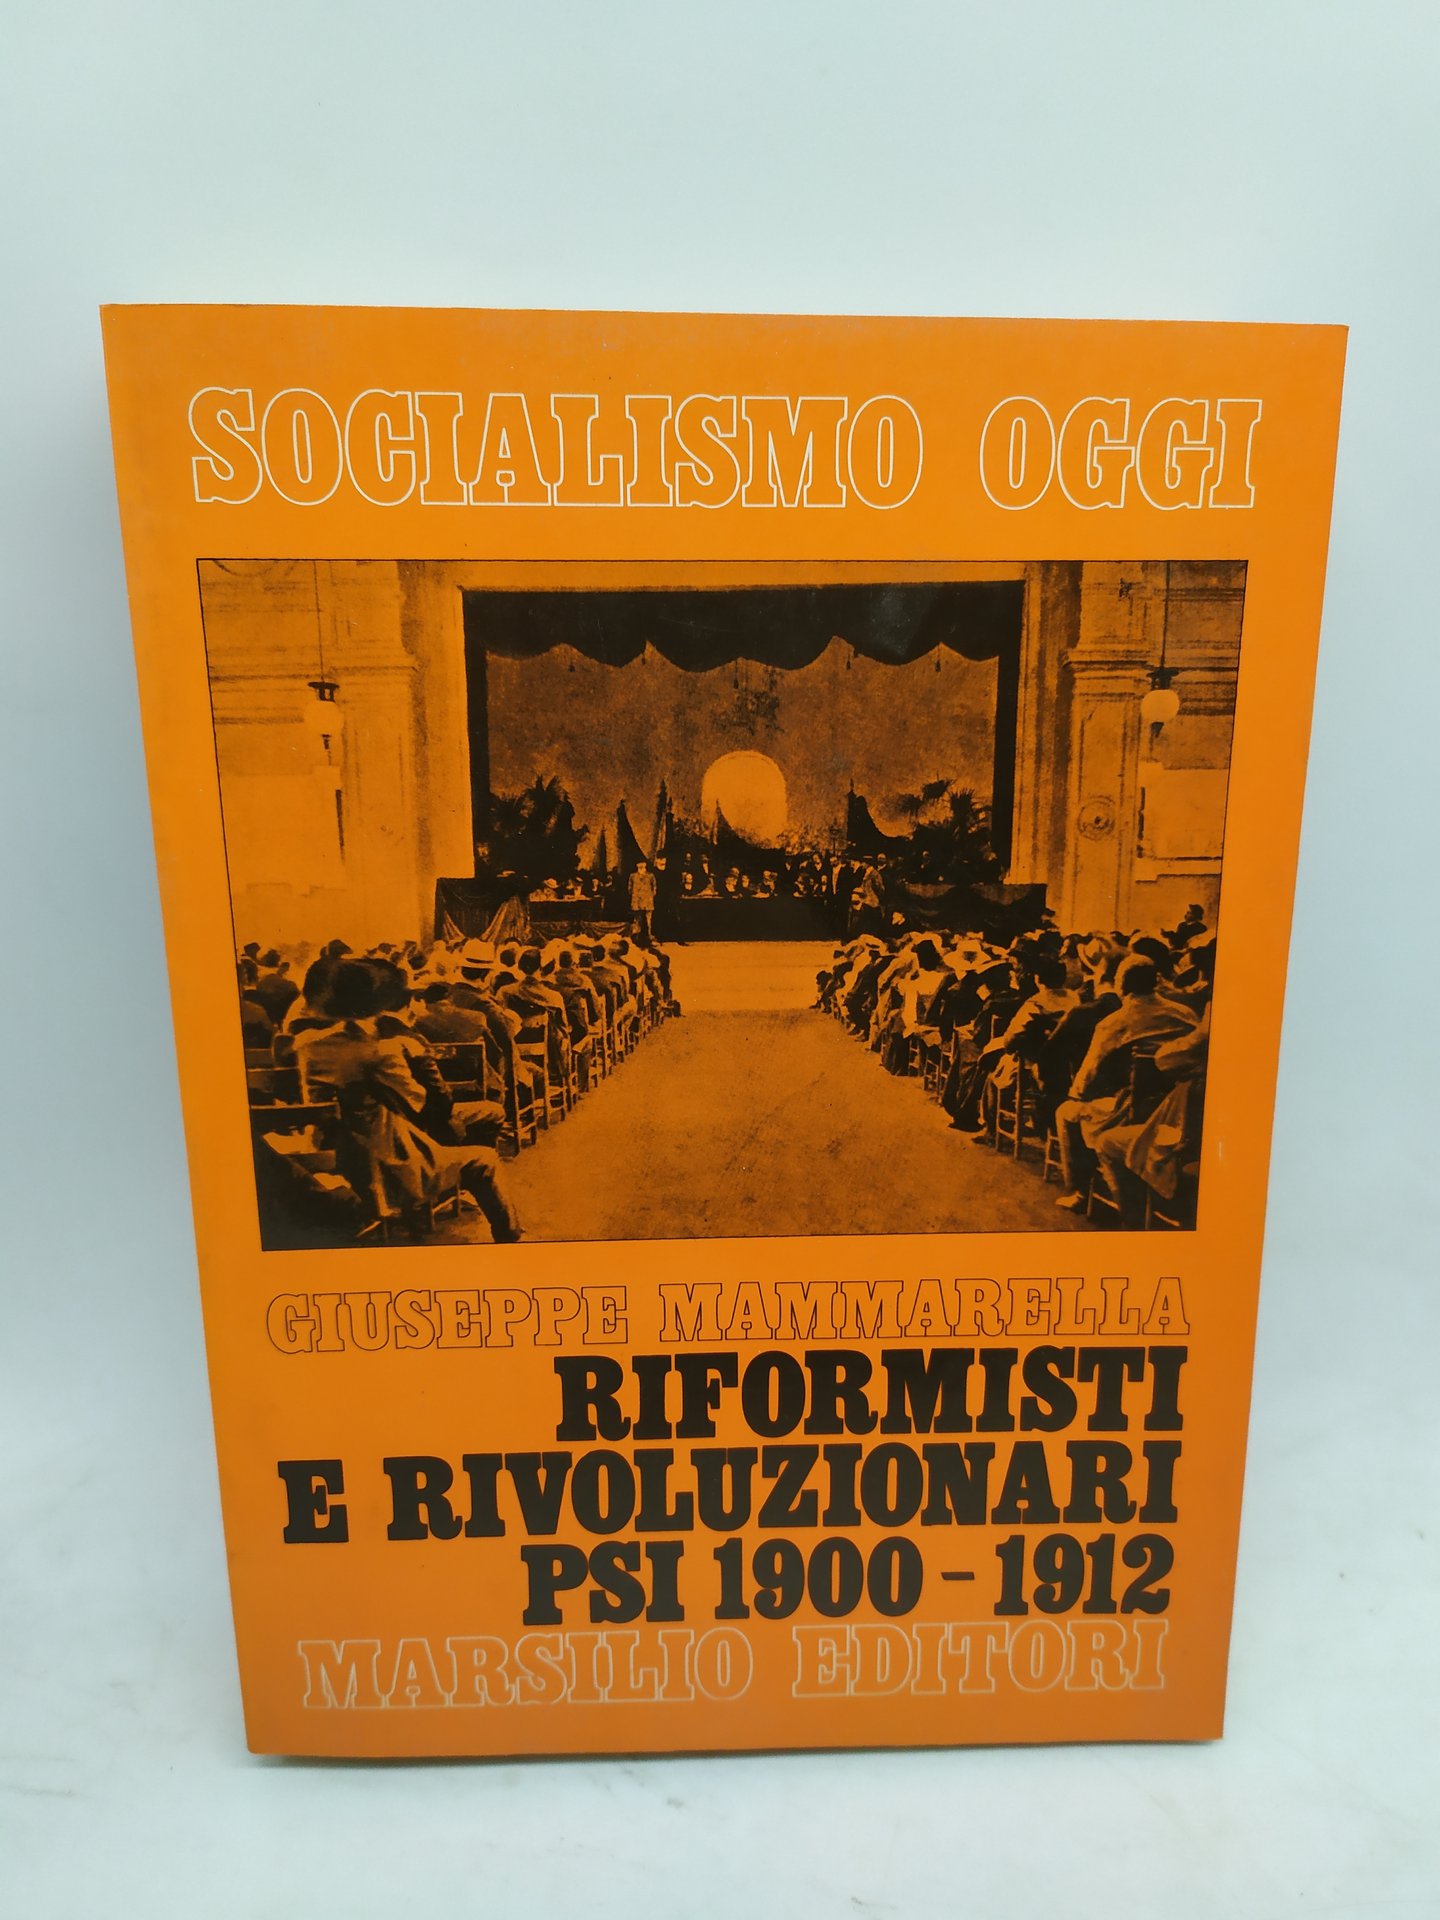 SOCIALISMO OGGI
GIUSEPPE MAMMARELLA
RIFORMISTI
E RIVOLUZIONARI
PSI 1900 - 1912
MARSILIO EDITORI